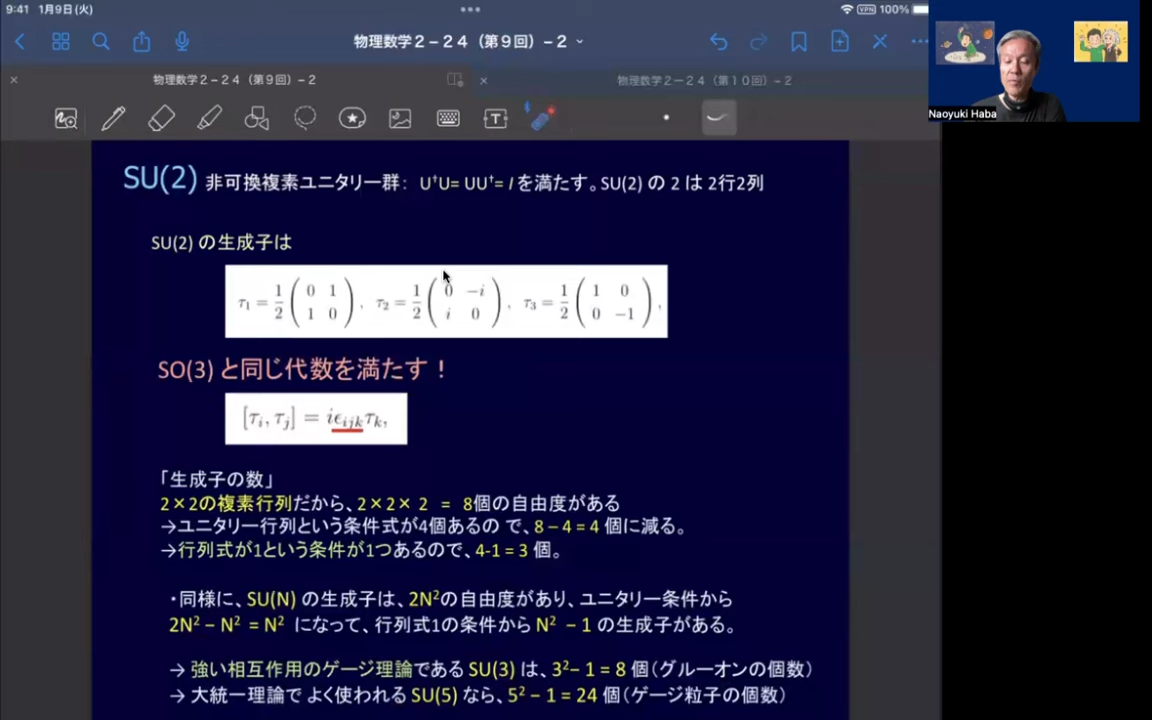 9:41 1月9日(火)
VPN 100%
物理数学2-24（第9回）-2
物理数学2-24（第9回）-2
物理数学2-24（第10回）-2
Naoyuki Haba
SU(2) 非可換複素ユニタリー群： U†U= UU†= I を満たす。SU(2) の 2 は 2行2列
SU(2) の生成子は
τ1 = 1/2 ( 0 1 ; 1 0 ), τ2 = 1/2 ( 0 −i ; i 0 ), τ3 = 1/2 ( 1 0 ; 0 −1 ),
SO(3) と同じ代数を満たす！
[τi, τj] = iϵijkτk,
「生成子の数」
2×2の複素行列だから、2×2×2 = 8個の自由度がある
→ユニタリー行列という条件式が4個あるので、8－4=4 個に減る。
→行列式が1という条件が1つあるので、4-1=3 個。
・同様に、SU(N) の生成子は、2N²の自由度があり、ユニタリー条件から
2N²－N² = N² になって、行列式1の条件から N² －1 の生成子がある。
→ 強い相互作用のゲージ理論である SU(3) は、3²－1 = 8 個（グルーオンの個数）
→ 大統一理論で よく使われる SU(5) なら、5²－1 = 24 個（ゲージ粒子の個数）